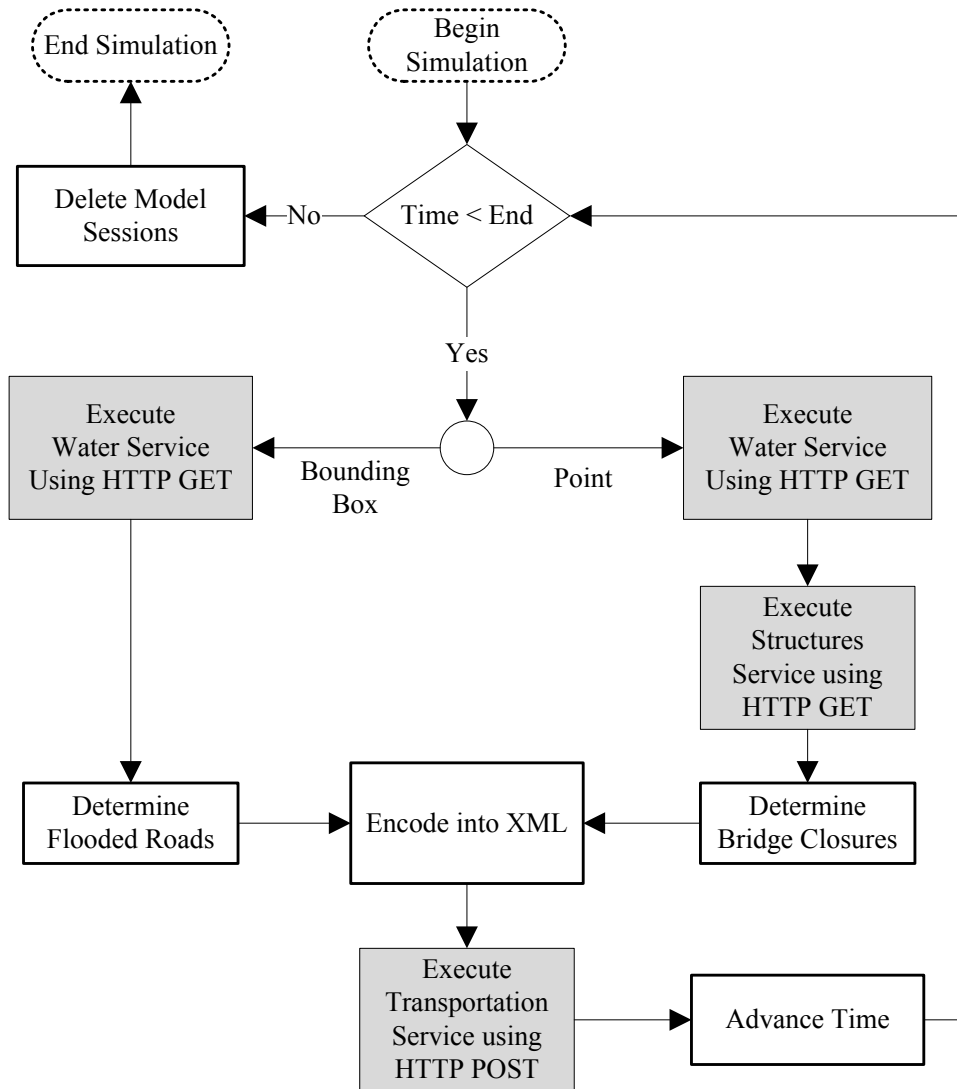 End Simulation
Begin
Simulation
Delete Model
Sessions
No
Time < End
Yes
Execute
Water Service
Using HTTP GET
Bounding
Box
Point
Execute
Water Service
Using HTTP GET
Execute
Structures
Service using
HTTP GET
Determine
Flooded Roads
Encode into XML
Determine
Bridge Closures
Execute
Transportation
Service using
HTTP POST
Advance Time